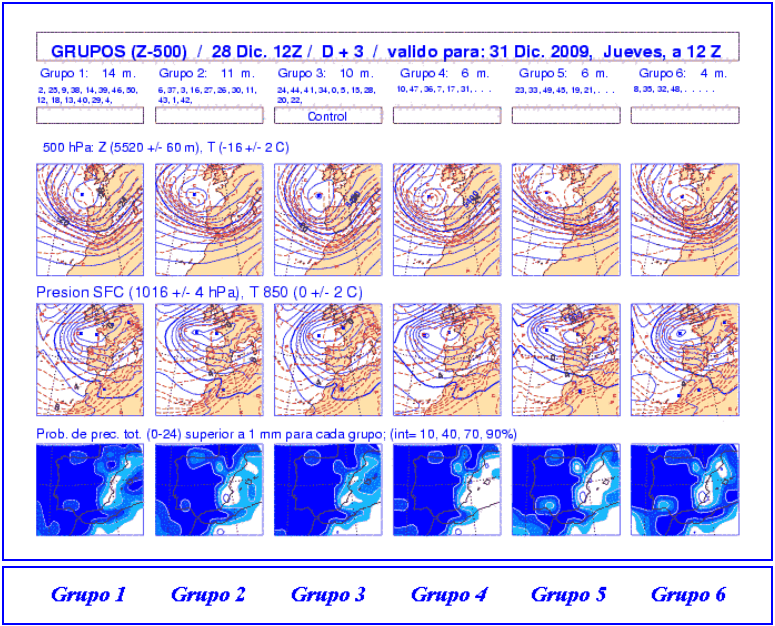 GRUPOS (Z-500) / 28 Dic. 12Z / D + 3 / valido para: 31 Dic. 2009, Jueves, a 12 Z
Grupo 1: 14 m. Grupo 2: 11 m. Grupo 3: 10 m. Grupo 4: 6 m. Grupo 5: 6 m. Grupo 6: 4 m.
2, 25, 9, 38, 14, 39, 46, 50, 6, 37, 3, 16, 27, 26, 30, 11, 24, 44, 41, 34, 0, 5, 15, 28, 10, 47, 36, 7, 17, 31, . . . 23, 33, 49, 45, 19, 21, . . . 8, 35, 32, 48, . . . . .
12, 18, 13, 40, 29, 4, 43, 1, 42, 20, 22,
Control
500 hPa: Z (5520 +/- 60 m), T (-16 +/- 2 C)
Presion SFC (1016 +/- 4 hPa), T 850 (0 +/- 2 C)
Prob. de prec. tot. (0-24) superior a 1 mm para cada grupo; (int= 10, 40, 70, 90%)
Grupo 1 Grupo 2 Grupo 3 Grupo 4 Grupo 5 Grupo 6